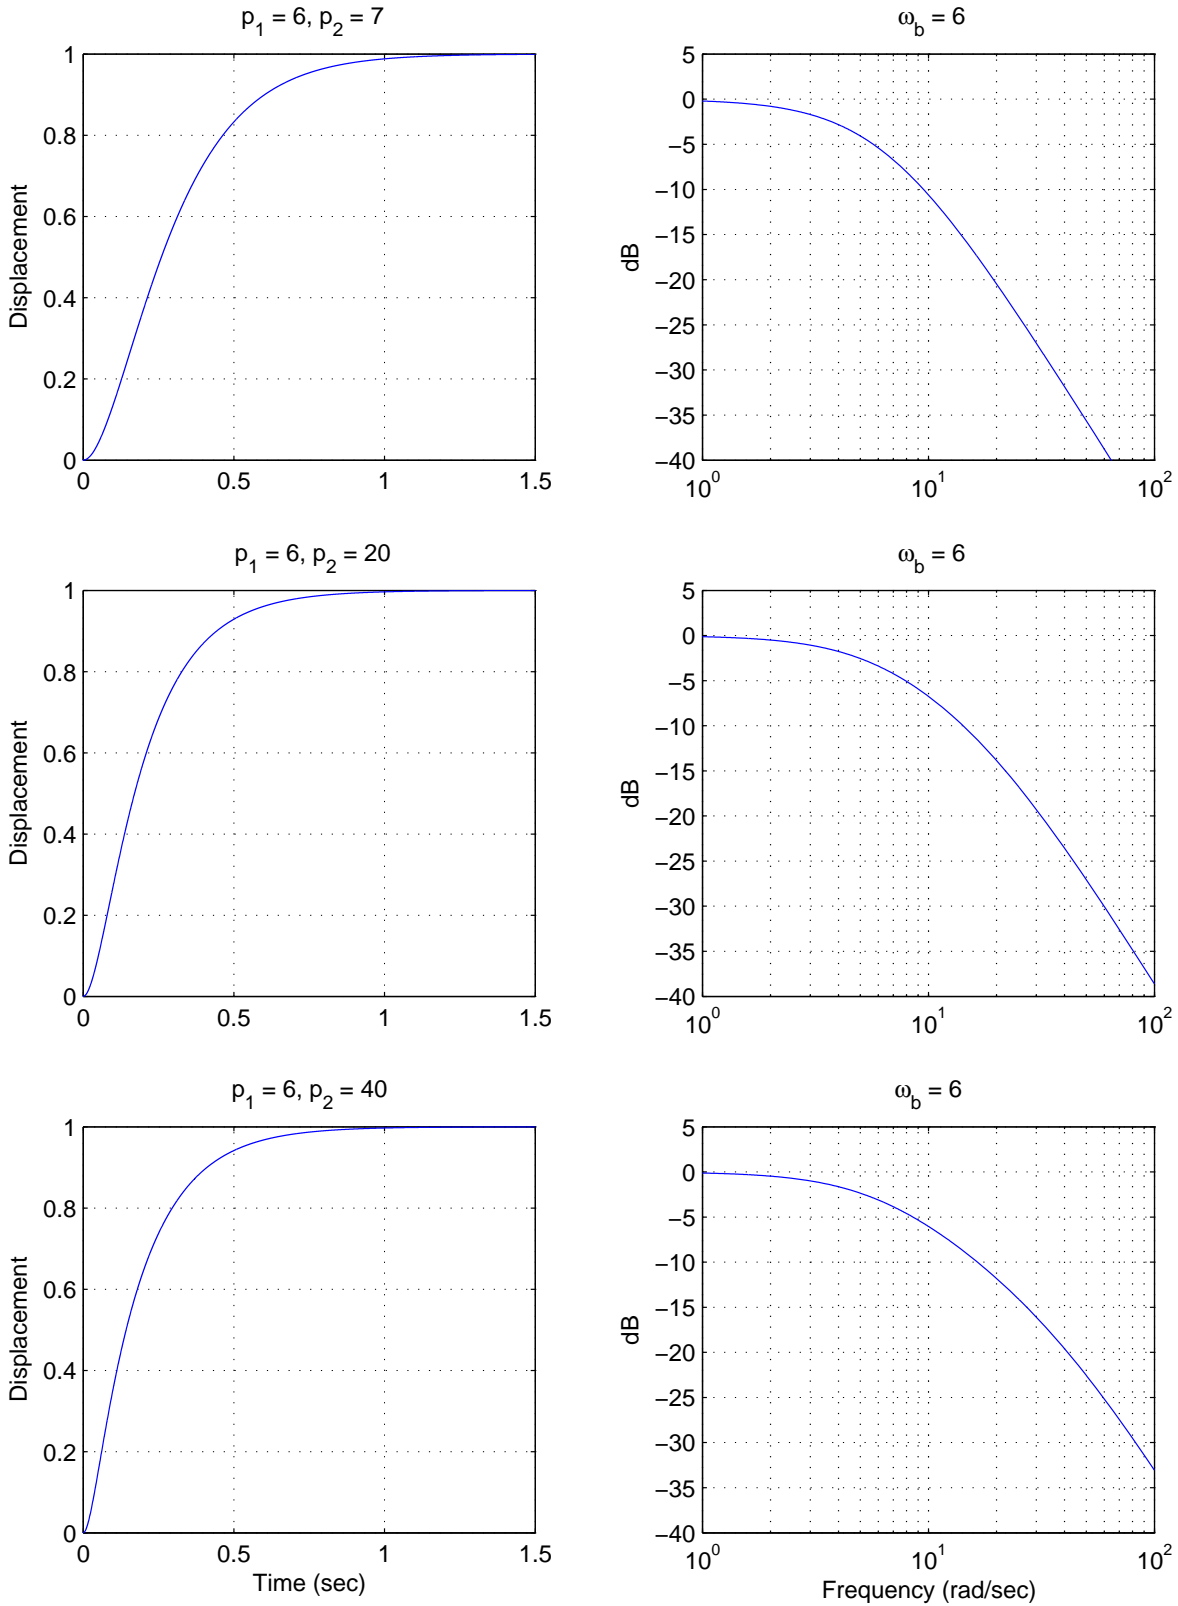 p1 = 6, p2 = 7
1
0.8
0.6
0.4
0.2
0
Displacement
0 0.5 1 1.5
ωb = 6
5
0
−5
−10
−15
−20
−25
−30
−35
−40
dB
10^0 10^1 10^2
p1 = 6, p2 = 20
1
0.8
0.6
0.4
0.2
0
Displacement
0 0.5 1 1.5
ωb = 6
5
0
−5
−10
−15
−20
−25
−30
−35
−40
dB
10^0 10^1 10^2
p1 = 6, p2 = 40
1
0.8
0.6
0.4
0.2
0
Displacement
0 0.5 1 1.5
Time (sec)
ωb = 6
5
0
−5
−10
−15
−20
−25
−30
−35
−40
dB
10^0 10^1 10^2
Frequency (rad/sec)